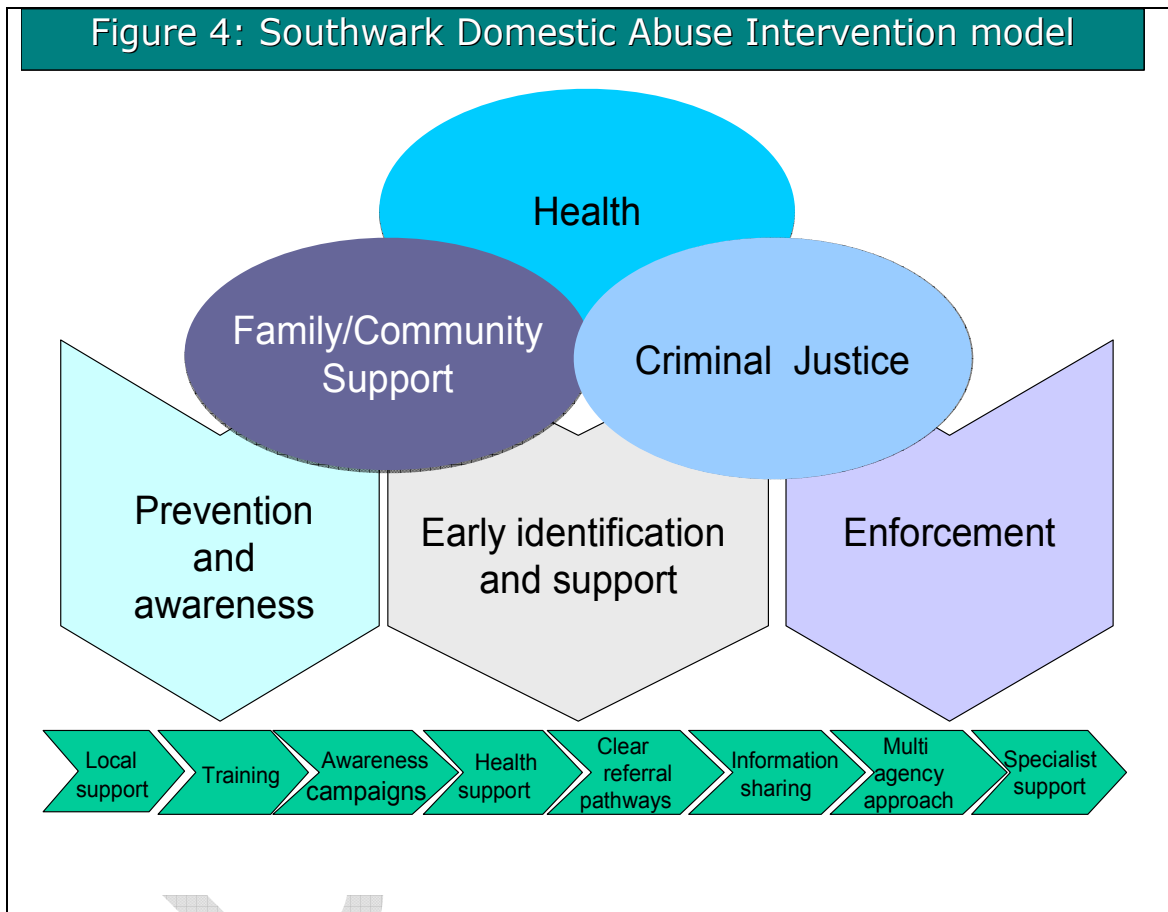 Figure 4: Southwark Domestic Abuse Intervention model
Health
Family/Community
Support
Criminal Justice
Prevention
and
awareness
Early identification
and support
Enforcement
Local
support
Training
Awareness
campaigns
Health
support
Clear
referral
pathways
Information
sharing
Multi
agency
approach
Specialist
support